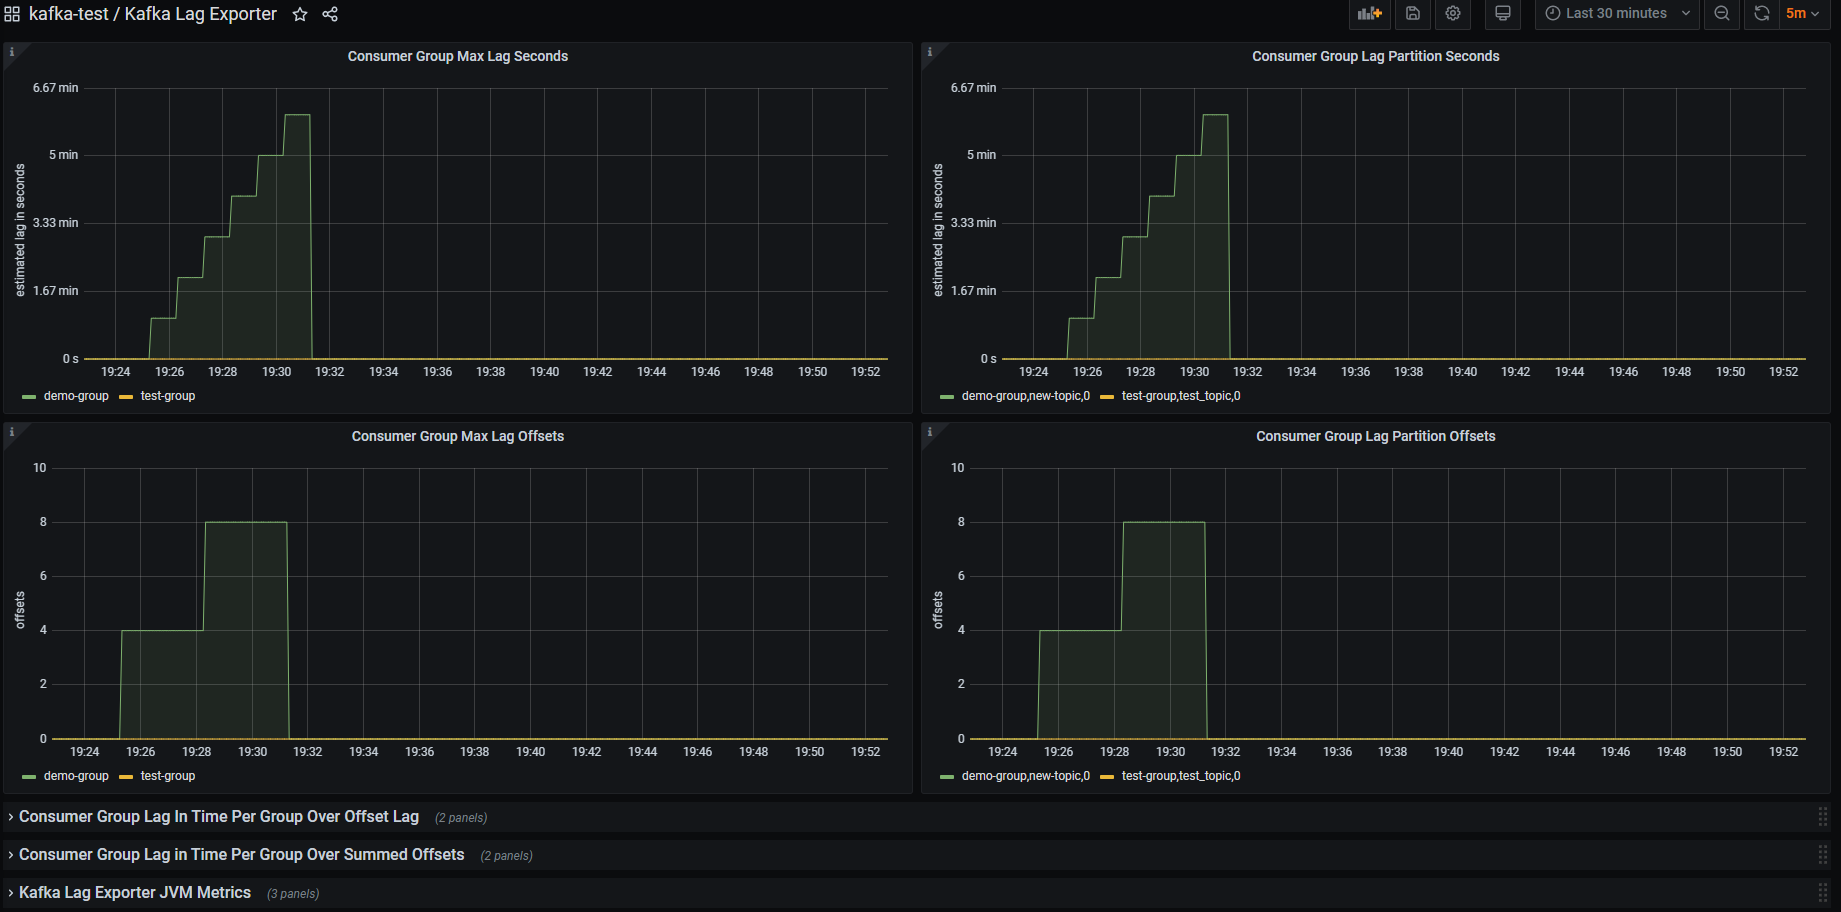 kafka-test / Kafka Lag Exporter
Last 30 minutes
5m
Consumer Group Max Lag Seconds
estimated lag in seconds
6.67 min
5 min
3.33 min
1.67 min
0 s
19:24 19:26 19:28 19:30 19:32 19:34 19:36 19:38 19:40 19:42 19:44 19:46 19:48 19:50 19:52
demo-group test-group
Consumer Group Lag Partition Seconds
estimated lag in seconds
6.67 min
5 min
3.33 min
1.67 min
0 s
19:24 19:26 19:28 19:30 19:32 19:34 19:36 19:38 19:40 19:42 19:44 19:46 19:48 19:50 19:52
demo-group,new-topic,0 test-group,test_topic,0
Consumer Group Max Lag Offsets
offsets
10
8
6
4
2
0
19:24 19:26 19:28 19:30 19:32 19:34 19:36 19:38 19:40 19:42 19:44 19:46 19:48 19:50 19:52
demo-group test-group
Consumer Group Lag Partition Offsets
offsets
10
8
6
4
2
0
19:24 19:26 19:28 19:30 19:32 19:34 19:36 19:38 19:40 19:42 19:44 19:46 19:48 19:50 19:52
demo-group,new-topic,0 test-group,test_topic,0
Consumer Group Lag In Time Per Group Over Offset Lag (2 panels)
Consumer Group Lag in Time Per Group Over Summed Offsets (2 panels)
Kafka Lag Exporter JVM Metrics (3 panels)